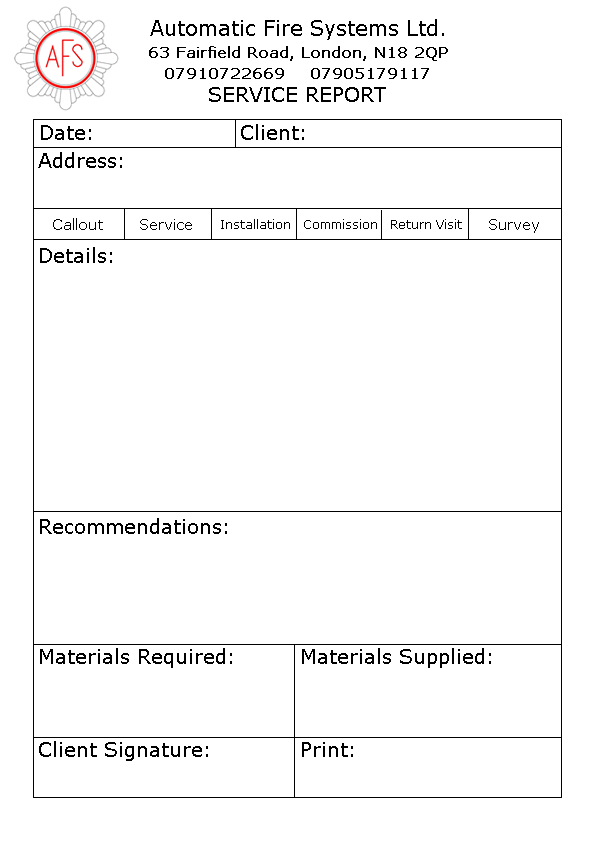 AFS
Automatic Fire Systems Ltd.
63 Fairfield Road, London, N18 2QP
07910722669 07905179117
SERVICE REPORT
Date: Client:
Address:
Callout Service Installation Commission Return Visit Survey
Details:
Recommendations:
Materials Required: Materials Supplied:
Client Signature: Print: